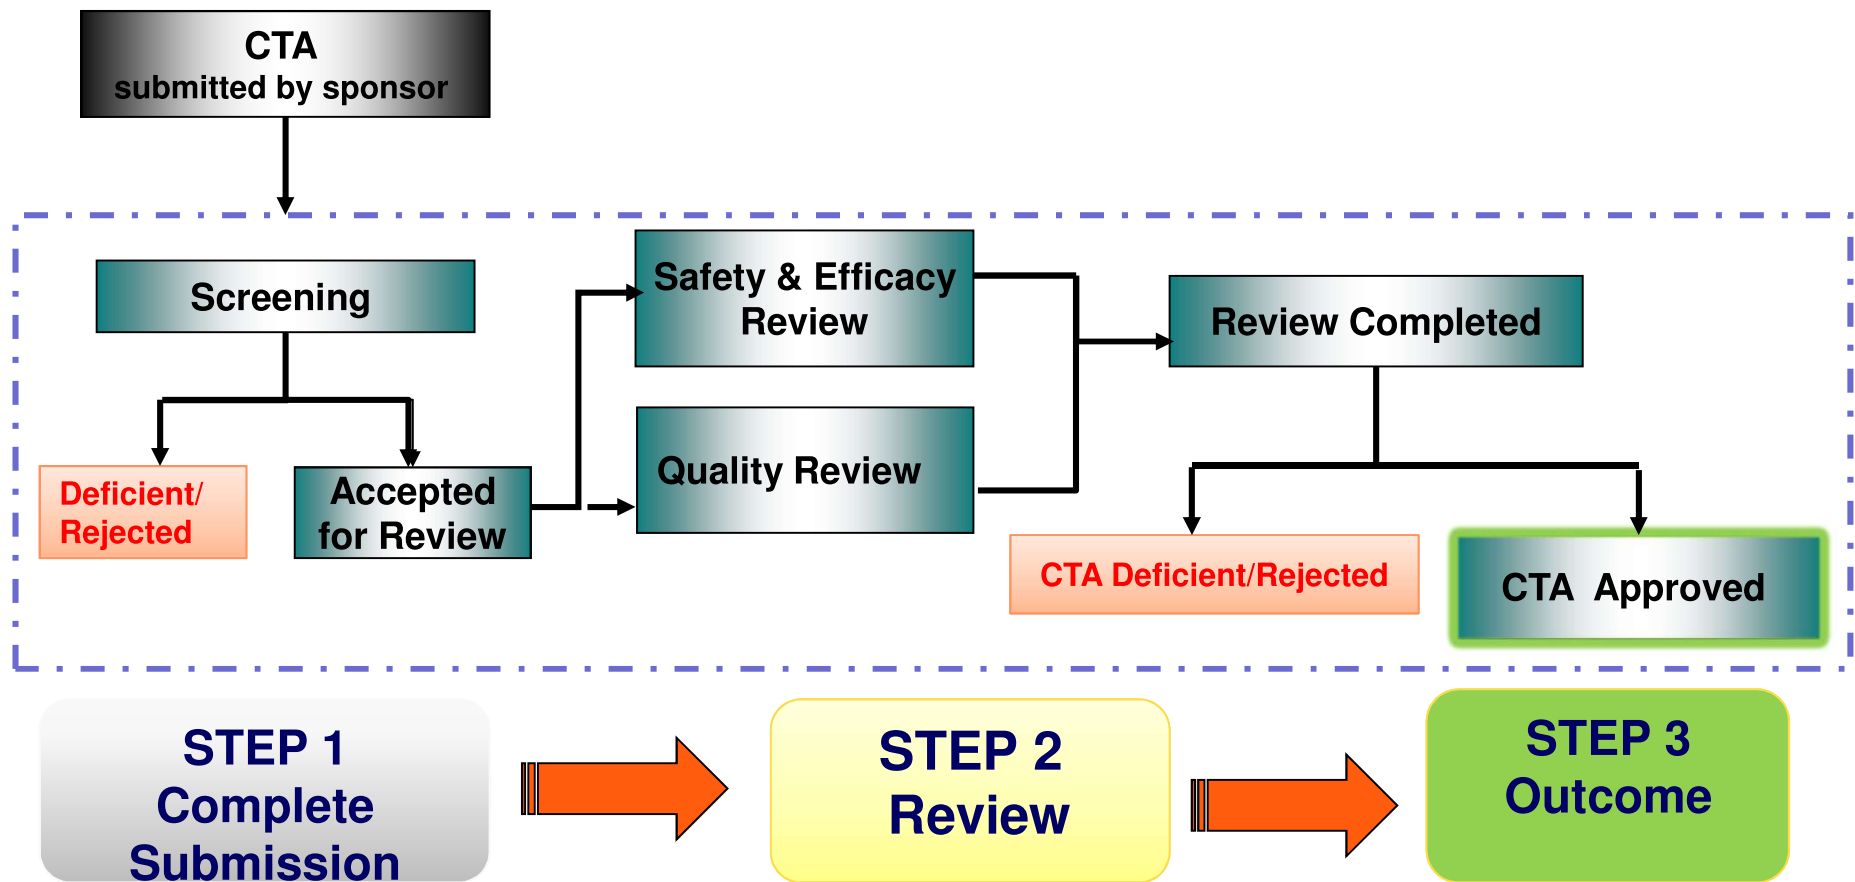 CTA
submitted by sponsor
Screening
Deficient/
Rejected
Accepted
for Review
Safety & Efficacy
Review
Quality Review
Review Completed
CTA Deficient/Rejected
CTA Approved
STEP 1
Complete
Submission
STEP 2
Review
STEP 3
Outcome